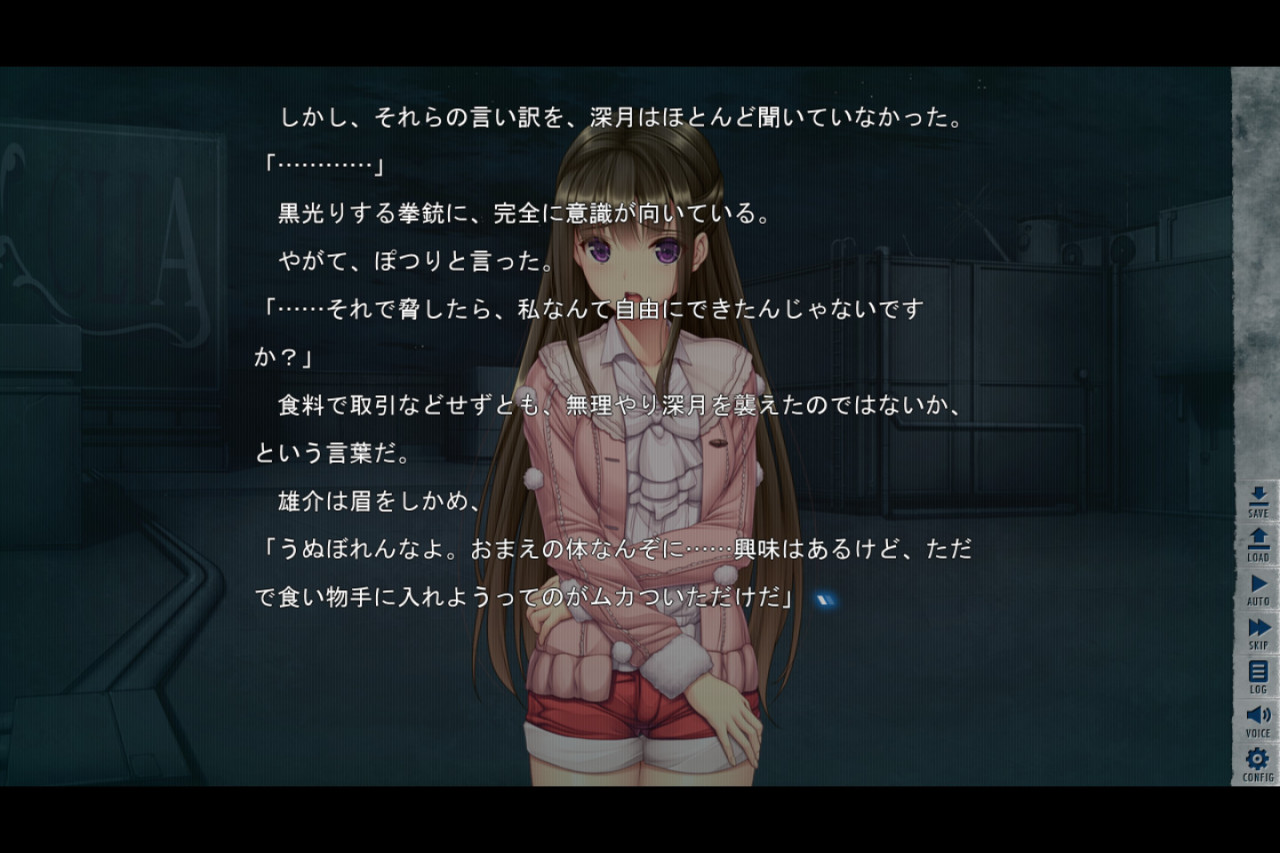 しかし、それらの言い訳を、深月はほとんど聞いていなかった。
「…………」
黒光りする拳銃に、完全に意識が向いている。
やがて、ぽつりと言った。
「……それで脅したら、私なんて自由にできたんじゃないです
か？」
食料で取引などせずとも、無理やり深月を襲えたのではないか、
という言葉だ。
雄介は眉をしかめ、
「うぬぼれんなよ。おまえの体なんぞに……興味はあるけど、ただ
で食い物手に入れようってのがムカついただけだ」
SAVE
LOAD
AUTO
SKIP
LOG
VOICE
CONFIG